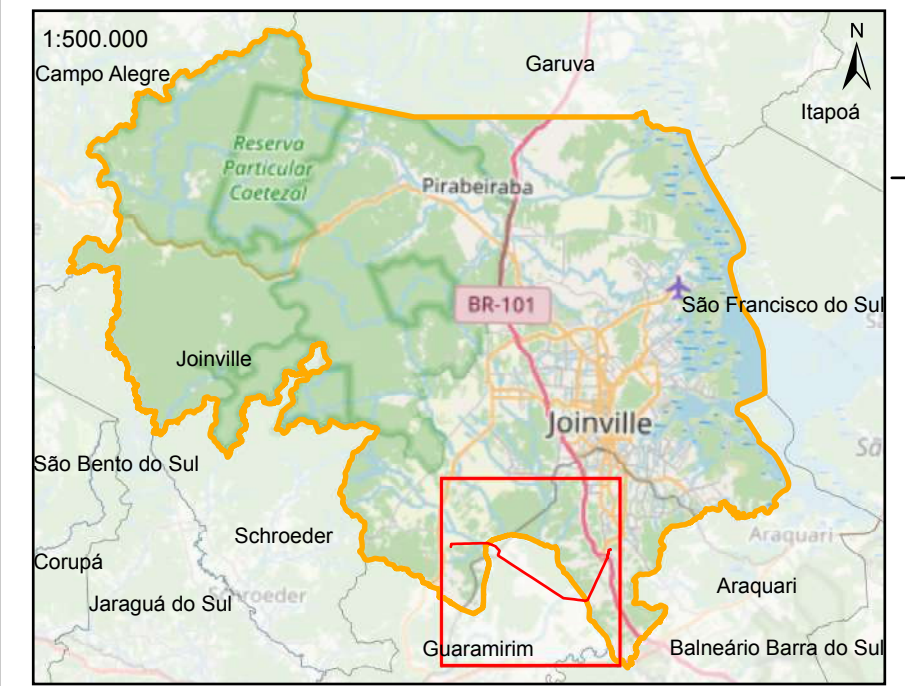 1:500.000
Campo Alegre
Garuva
N
Itapoá
Reserva
Particular
Caetezal
Pirabeiraba
BR-101
São Francisco do Sul
Joinville
Joinville
São Bento do Sul
Schroeder
Araquari
Corupá
Araquari
Jaraguá do Sul
Schroeder
Guaramirim
Balneário Barra do Sul